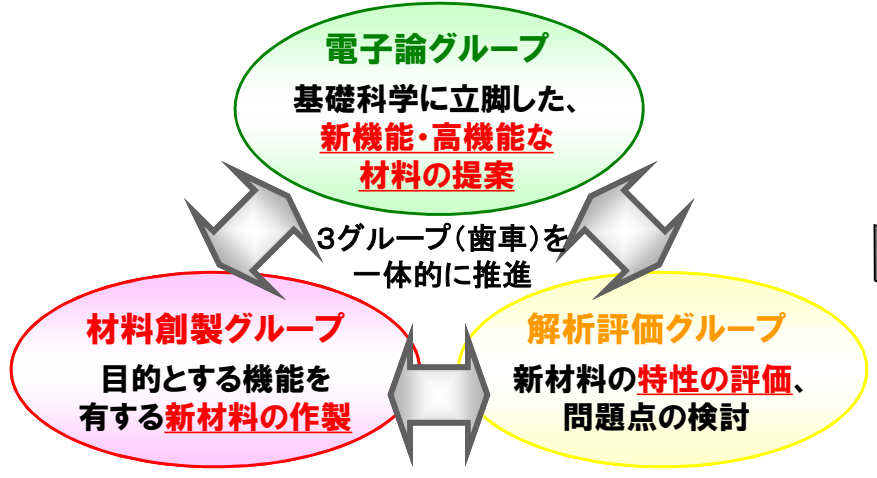 電子論グループ
基礎科学に立脚した、
新機能・高機能な
材料の提案
3グループ(歯車)を
一体的に推進
材料創製グループ
目的とする機能を
有する新材料の作製
解析評価グループ
新材料の特性の評価、
問題点の検討